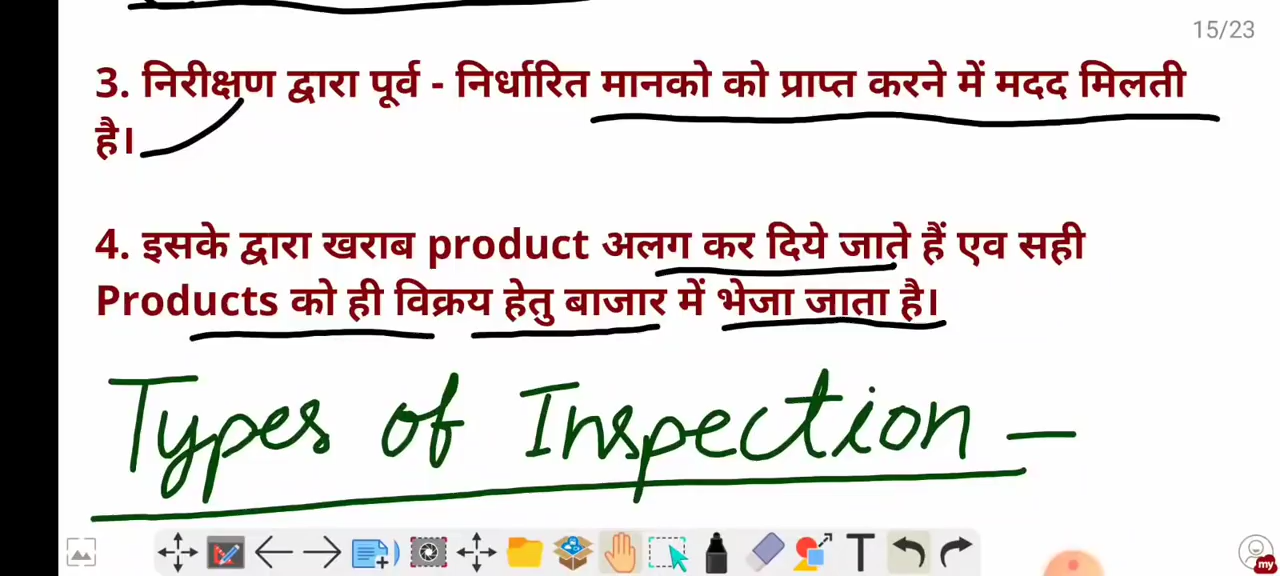 15/23
3. निरीक्षण द्वारा पूर्व - निर्धारित मानको को प्राप्त करने में मदद मिलती
है।
4. इसके द्वारा खराब product अलग कर दिये जाते हैं एव सही
Products को ही विक्रय हेतु बाजार में भेजा जाता है।
Types of Inspection -
T
my